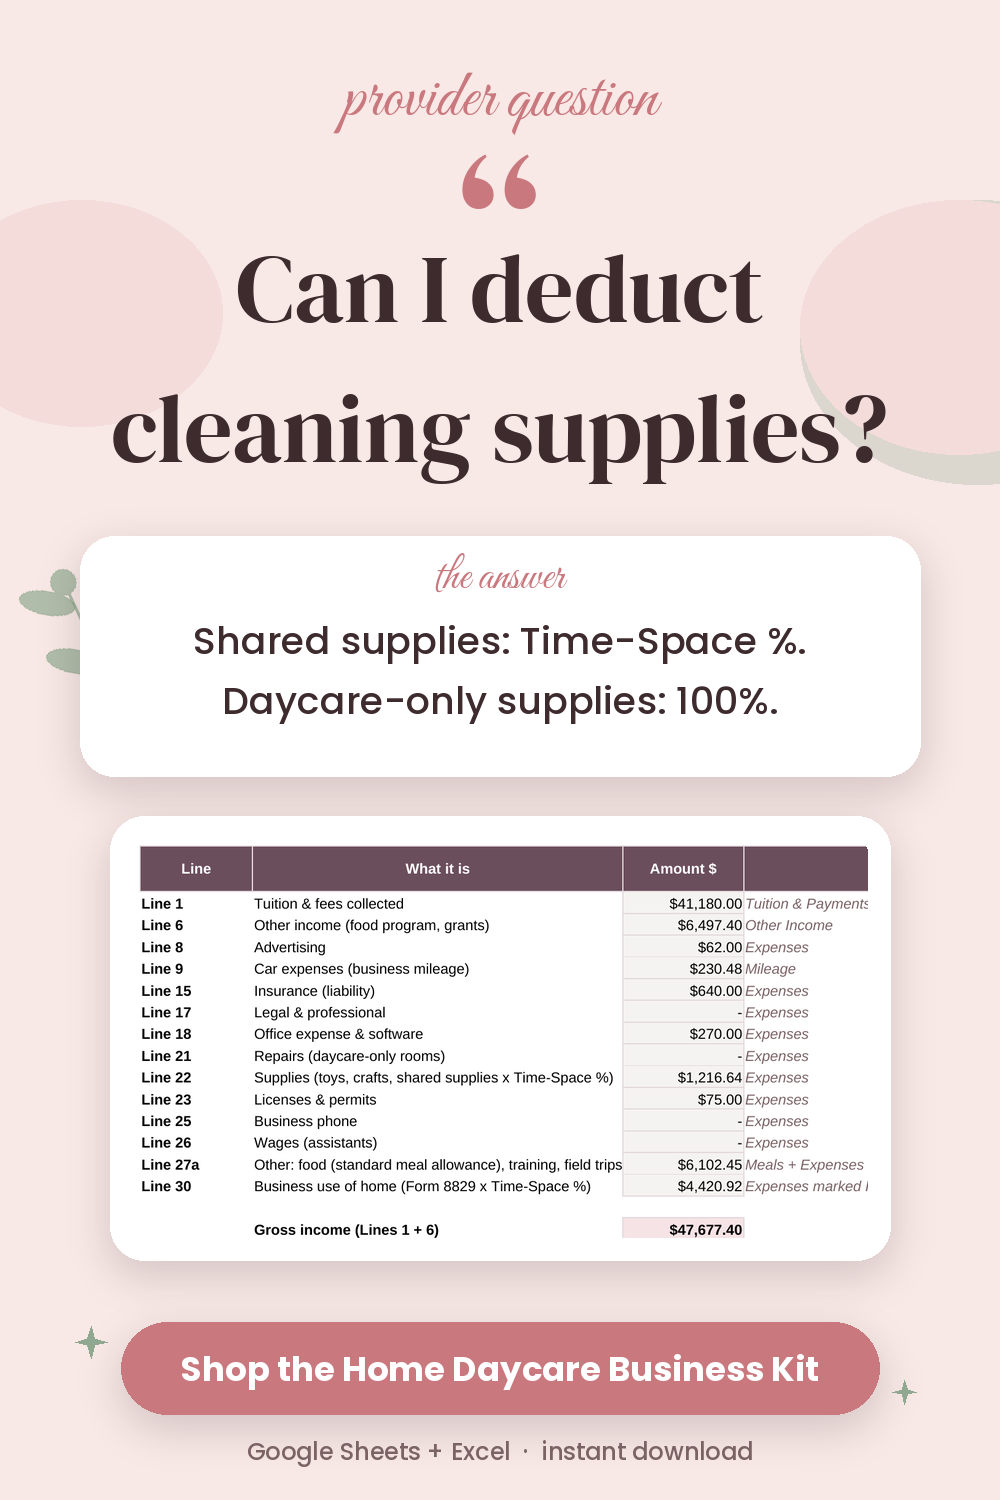 provider question
“
Can I deduct
cleaning supplies?
the answer
Shared supplies: Time-Space %.
Daycare-only supplies: 100%.
Line What it is Amount $
Line 1 Tuition & fees collected $41,180.00 Tuition & Payments
Line 6 Other income (food program, grants) $6,497.40 Other Income
Line 8 Advertising $62.00 Expenses
Line 9 Car expenses (business mileage) $230.48 Mileage
Line 15 Insurance (liability) $640.00 Expenses
Line 17 Legal & professional - Expenses
Line 18 Office expense & software $270.00 Expenses
Line 21 Repairs (daycare-only rooms) - Expenses
Line 22 Supplies (toys, crafts, shared supplies x Time-Space %) $1,216.64 Expenses
Line 23 Licenses & permits $75.00 Expenses
Line 25 Business phone - Expenses
Line 26 Wages (assistants) - Expenses
Line 27a Other: food (standard meal allowance), training, field trips $6,102.45 Meals + Expenses
Line 30 Business use of home (Form 8829 x Time-Space %) $4,420.92 Expenses marked
Gross income (Lines 1 + 6) $47,677.40
Shop the Home Daycare Business Kit
Google Sheets + Excel · instant download